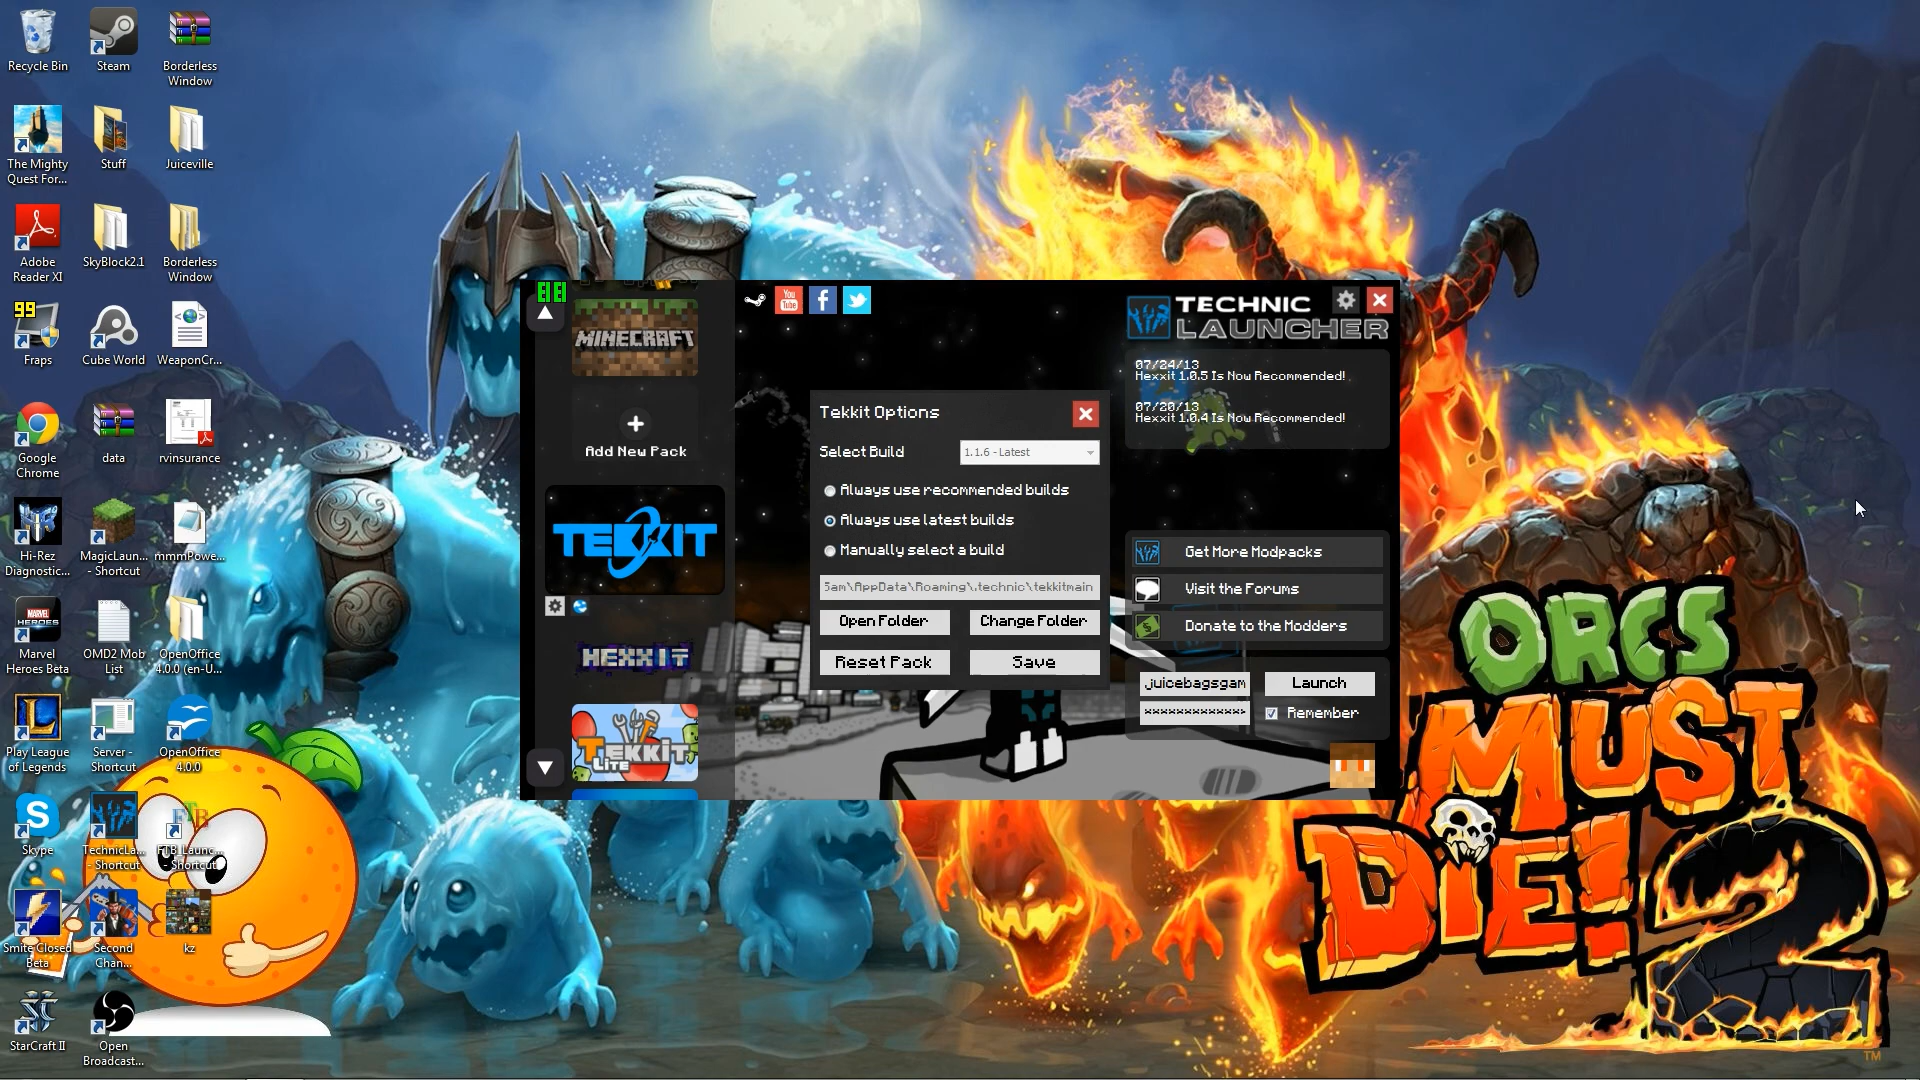 Recycle Bin
Steam
Borderless
Window
The Mighty
Quest For...
Stuff
Juiceville
Adobe
Reader XI
SkyBlock2.1
Borderless
Window
99
Fraps
Cube World
WeaponCr...
Google
Chrome
data
rvinsurance
Hi-Rez
Diagnostic...
MagicLaun...
- Shortcut
mmmPowe...
MARVEL
HEROES
Marvel
Heroes Beta
OMD2 Mob
List
OpenOffice
4.0.0 (en-U...
Play League
of Legends
Server -
Shortcut
OpenOffice
4.0.0
Skype
TechnicLa...
- Shortcut
FTB Launc...
- Shortcut
Smite Closed
Beta
Second
Chan...
kz
StarCraft II
Open
Broadcast...
88
MINECRAFT
Add New Pack
TEKKIT
HEXXIT
TEKKIT
LITE
You
Tube
TECHNIC
LAUNCHER
07/24/13
Hexxit 1.0.5 Is Now Recommended!
07/20/13
Hexxit 1.0.4 Is Now Recommended!
Tekkit Options
Select Build
1.1.6 - Latest
Always use recommended builds
Always use latest builds
Manually select a build
Sam\AppData\Roaming\.technic\tekkitmain
Open Folder
Change Folder
Reset Pack
Save
Get More Modpacks
Visit the Forums
Donate to the Modders
juicebagsgam
Launch
Remember
ORCS
MUST
DIE!
2
TM